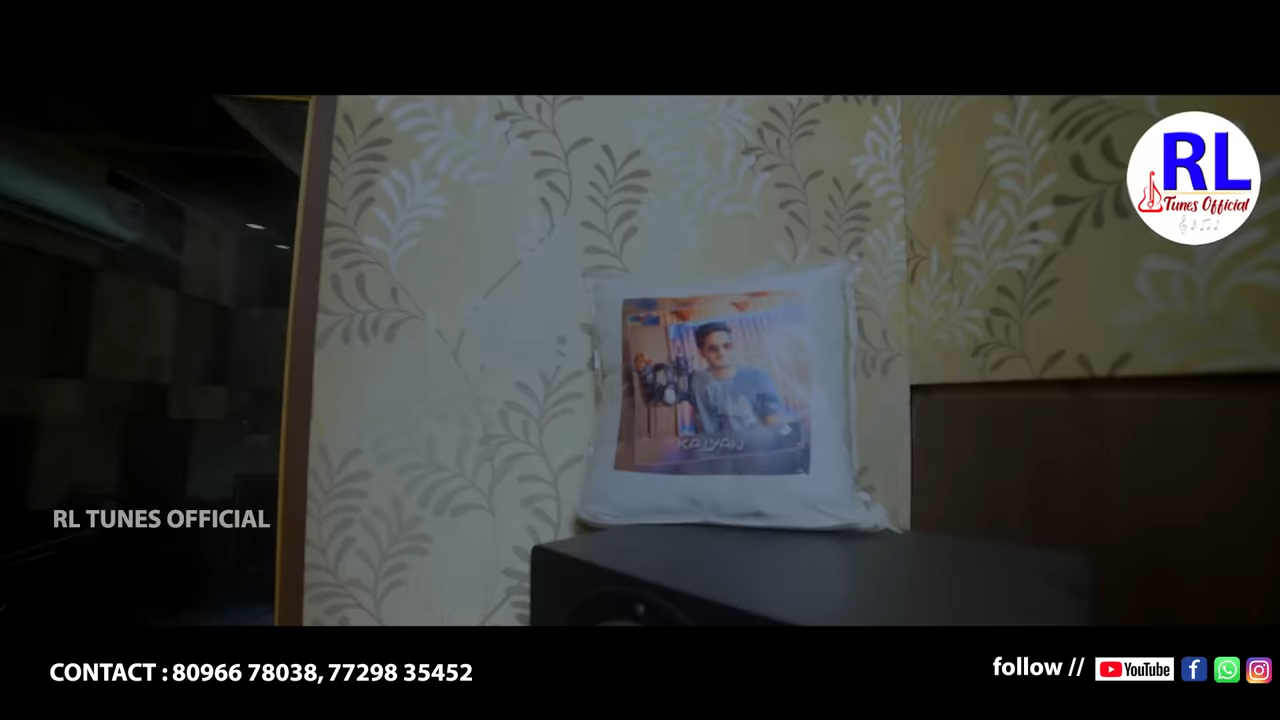 RL
Tunes Official
KALYAN
RL TUNES OFFICIAL
CONTACT : 80966 78038, 77298 35452
follow // YouTube